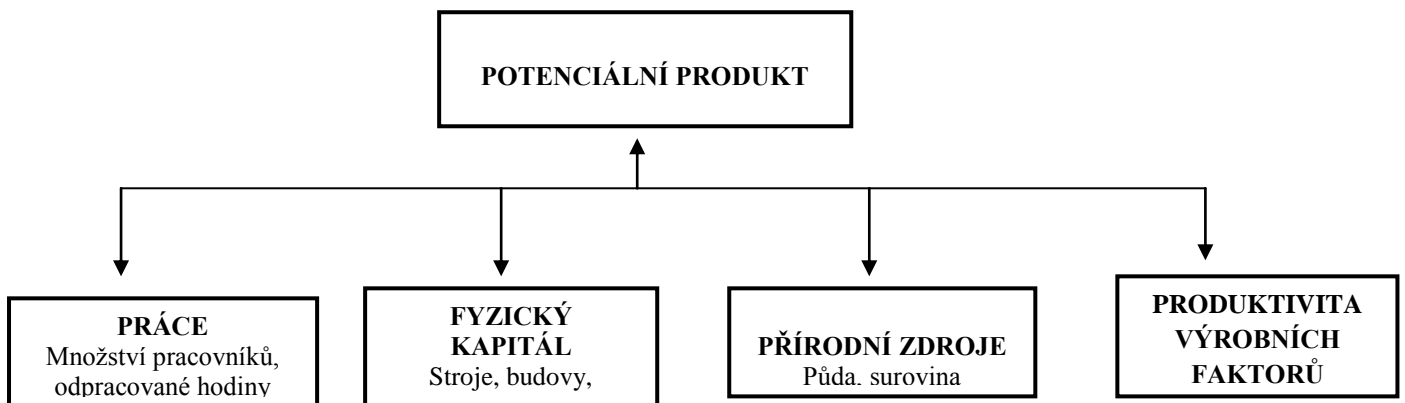 POTENCIÁLNÍ PRODUKT
PRÁCE
Množství pracovníků,
odpracované hodiny
FYZICKÝ
KAPITÁL
Stroje, budovy,
PŘÍRODNÍ ZDROJE
Půda, surovina
PRODUKTIVITA
VÝROBNÍCH
FAKTORŮ